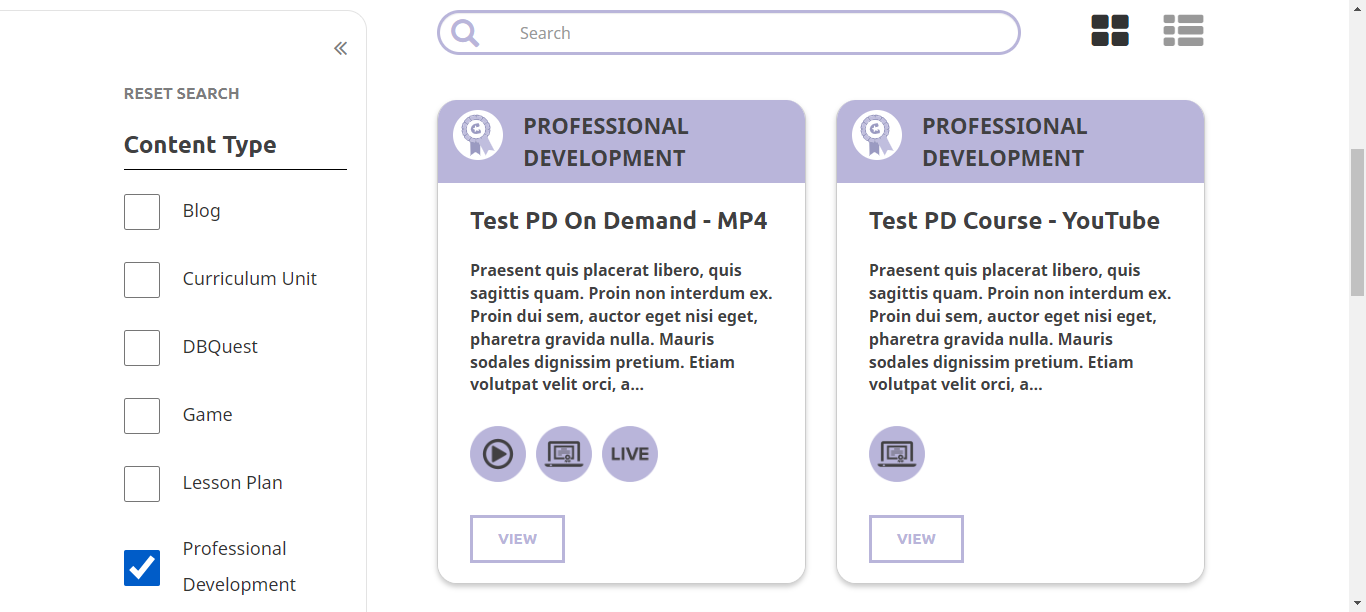 Search
RESET SEARCH
Content Type
Blog
Curriculum Unit
DBQuest
Game
Lesson Plan
Professional
Development
PROFESSIONAL
DEVELOPMENT
Test PD On Demand - MP4
Praesent quis placerat libero, quis
sagittis quam. Proin non interdum ex.
Proin dui sem, auctor eget nisi eget,
pharetra gravida nulla. Mauris
sodales dignissim pretium. Etiam
volutpat velit orci, a...
LIVE
VIEW
PROFESSIONAL
DEVELOPMENT
Test PD Course - YouTube
Praesent quis placerat libero, quis
sagittis quam. Proin non interdum ex.
Proin dui sem, auctor eget nisi eget,
pharetra gravida nulla. Mauris
sodales dignissim pretium. Etiam
volutpat velit orci, a...
VIEW